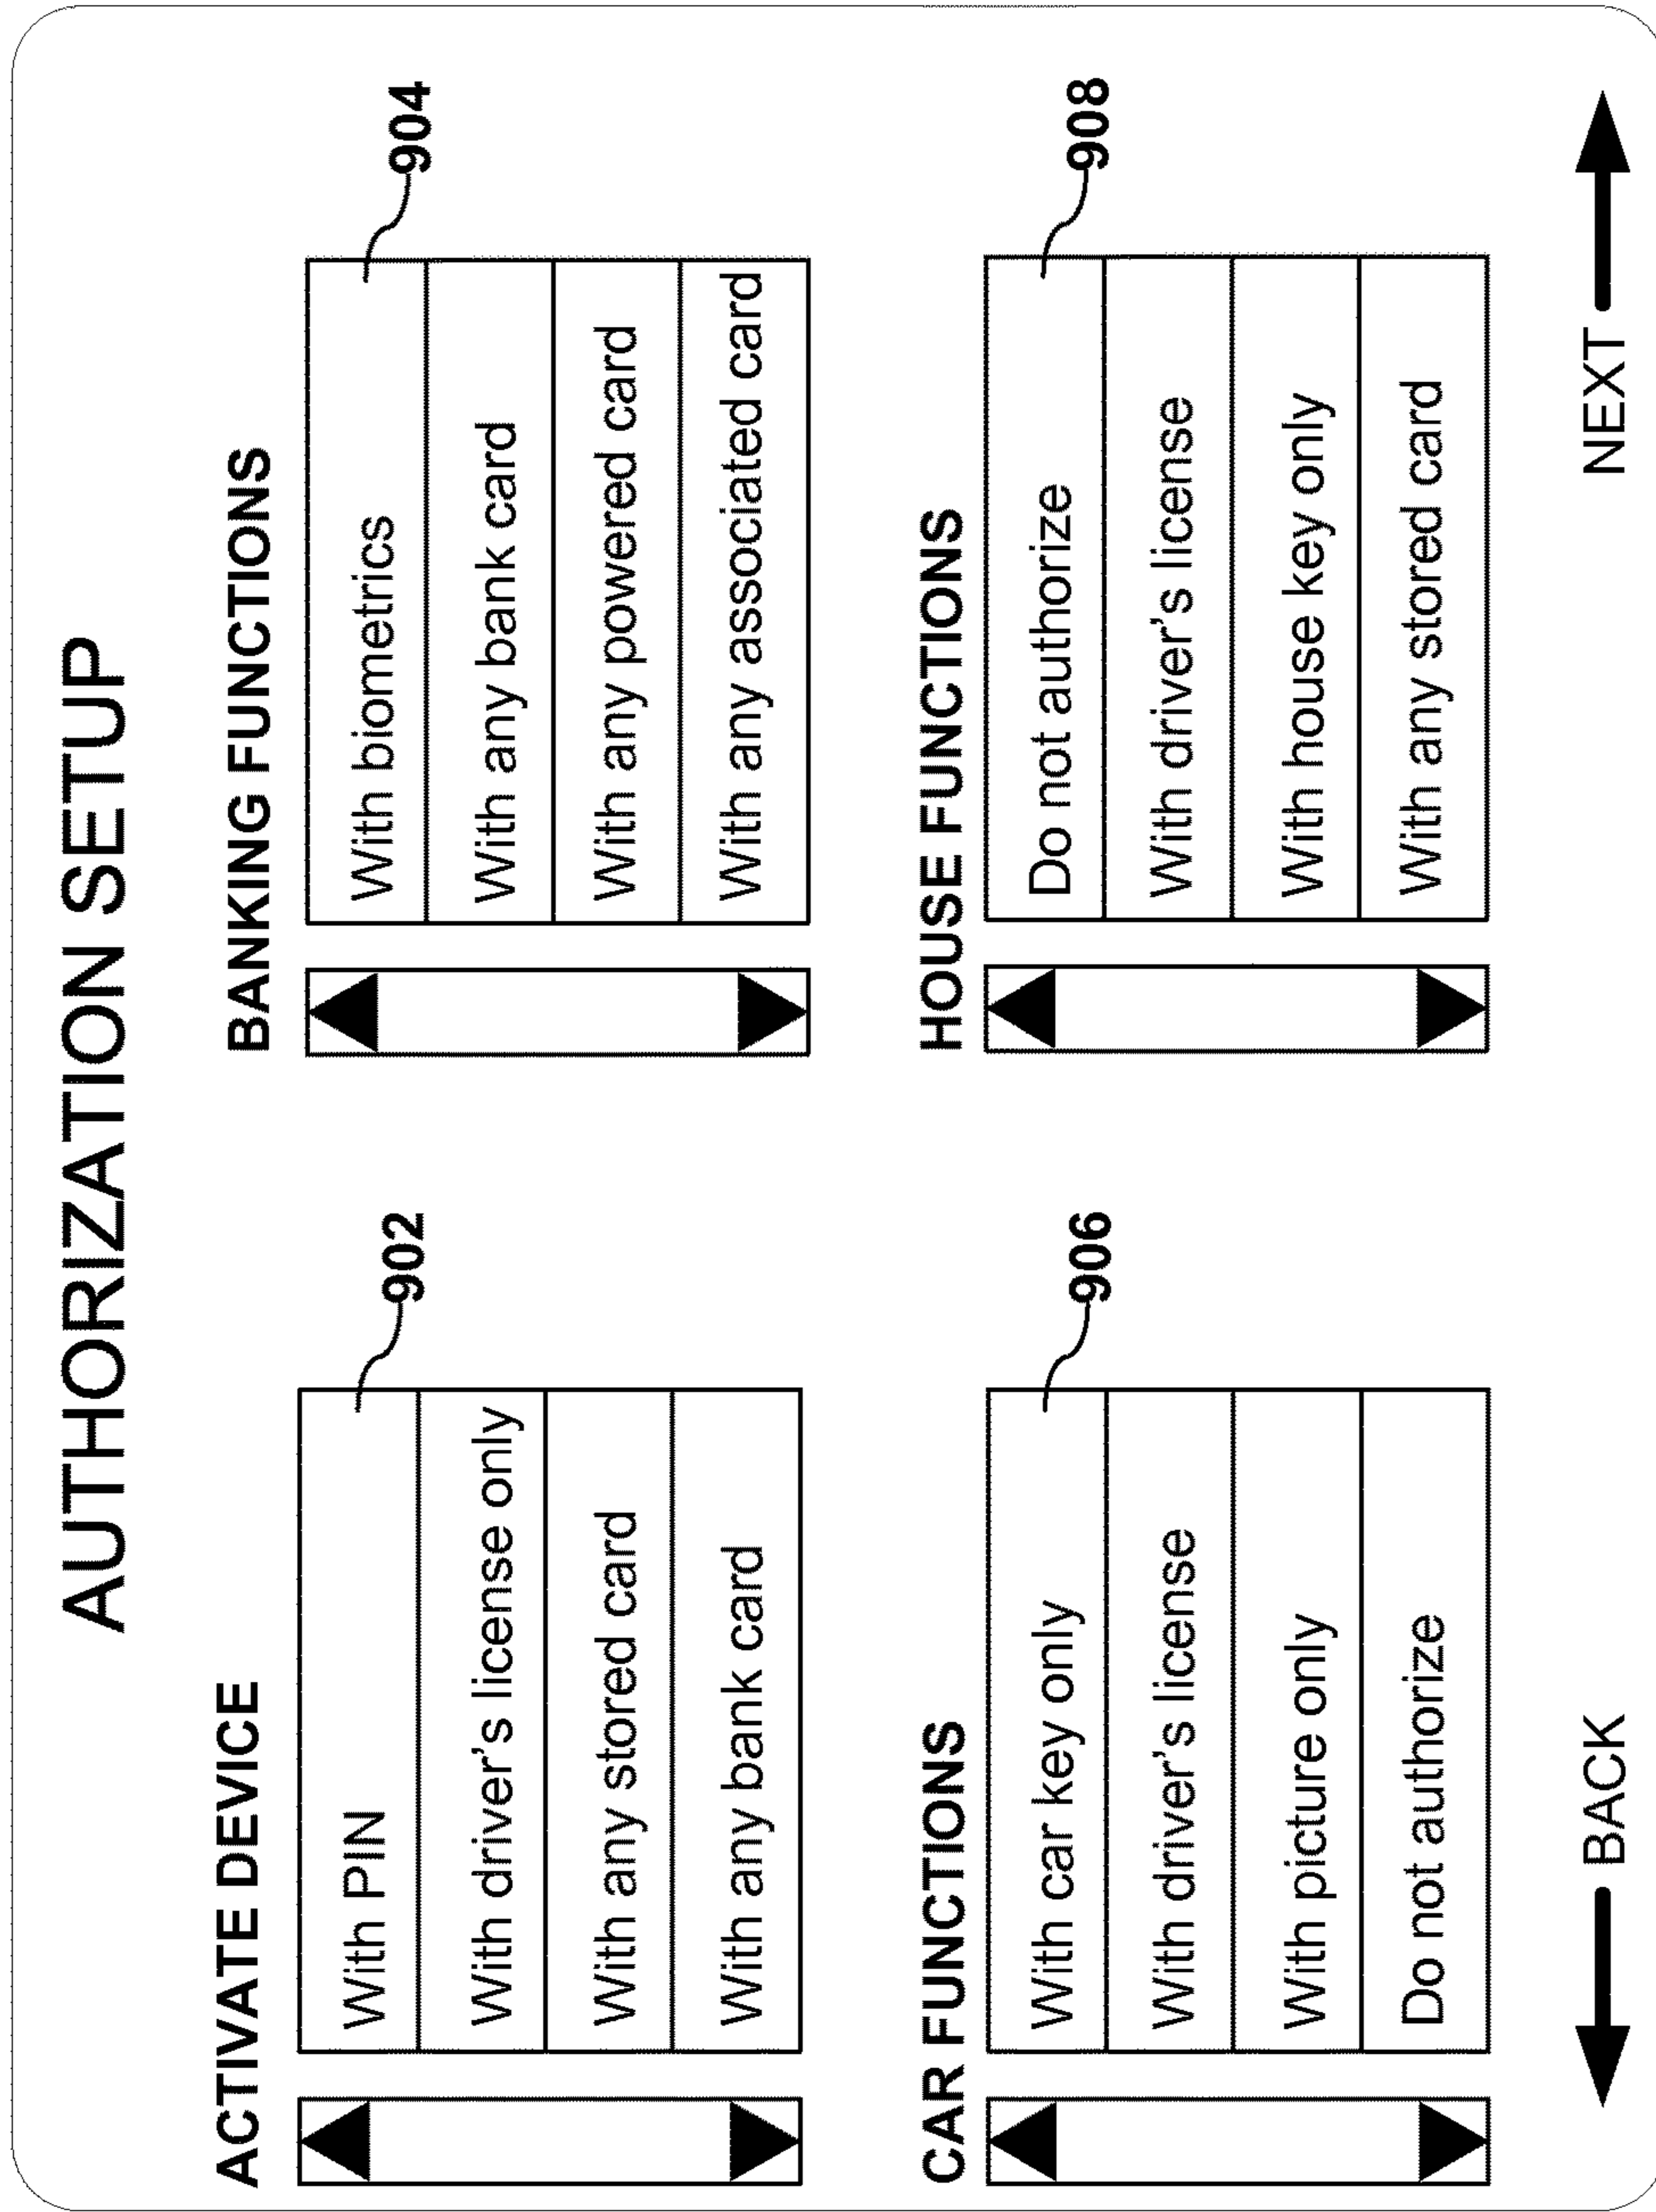 AUTHORIZATION SETUP
ACTIVATE DEVICE
With PIN
902
With driver's license only
With any stored card
With any bank card
BANKING FUNCTIONS
With biometrics
904
With any bank card
With any powered card
With any associated card
CAR FUNCTIONS
With car key only
906
With driver's license
With picture only
Do not authorize
HOUSE FUNCTIONS
Do not authorize
908
With driver's license
With house key only
With any stored card
BACK
NEXT